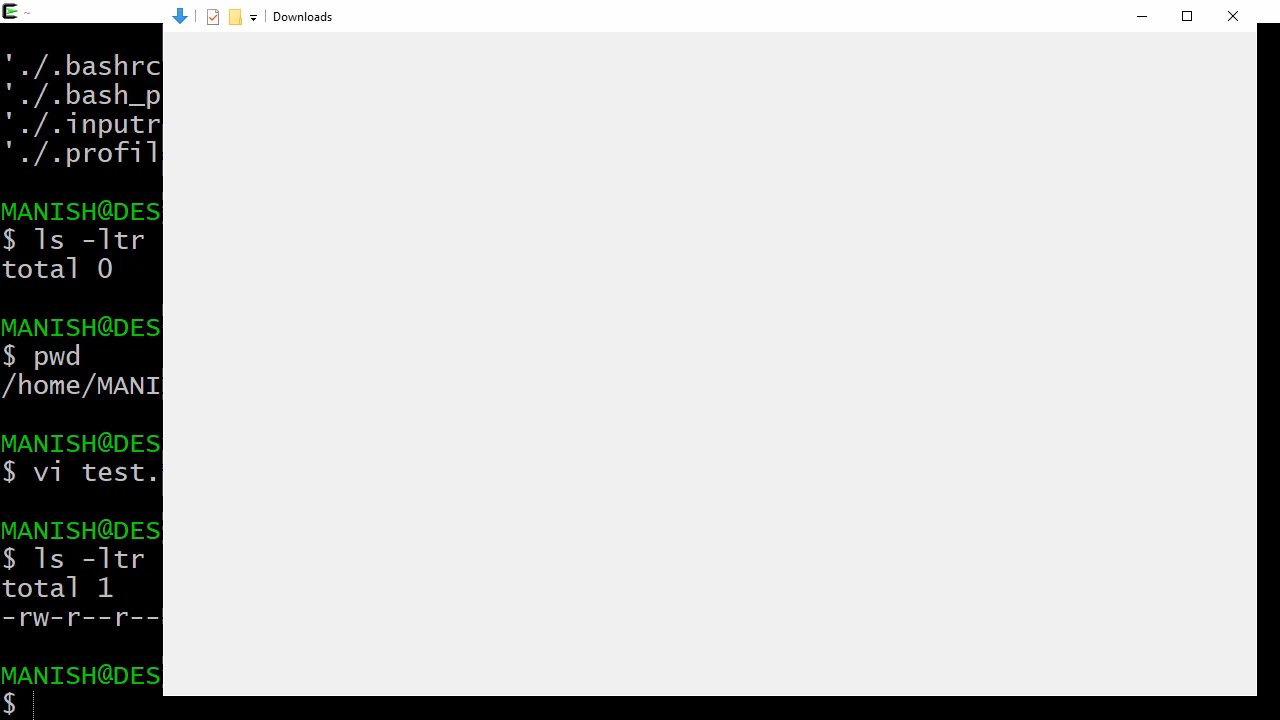 ~
Downloads
'./.bashrc
'./.bash_p
'./.inputr
'./.profil
MANISH@DES
$ ls -ltr
total 0
MANISH@DES
$ pwd
/home/MANI
MANISH@DES
$ vi test.
MANISH@DES
$ ls -ltr
total 1
-rw-r--r--
MANISH@DES
$